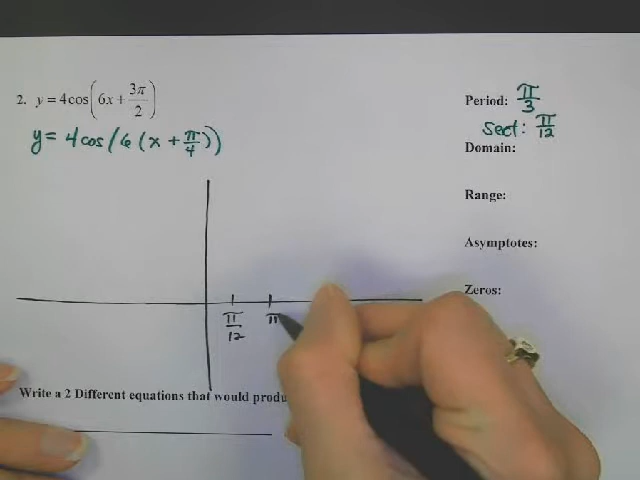 2. y = 4cos(6x + 3π/2)
y = 4cos(6(x + π/4))
Period: π/3
sect: π/12
Domain:
Range:
Asymptotes:
Zeros:
π/12 π
Write a 2 Different equations that would produ